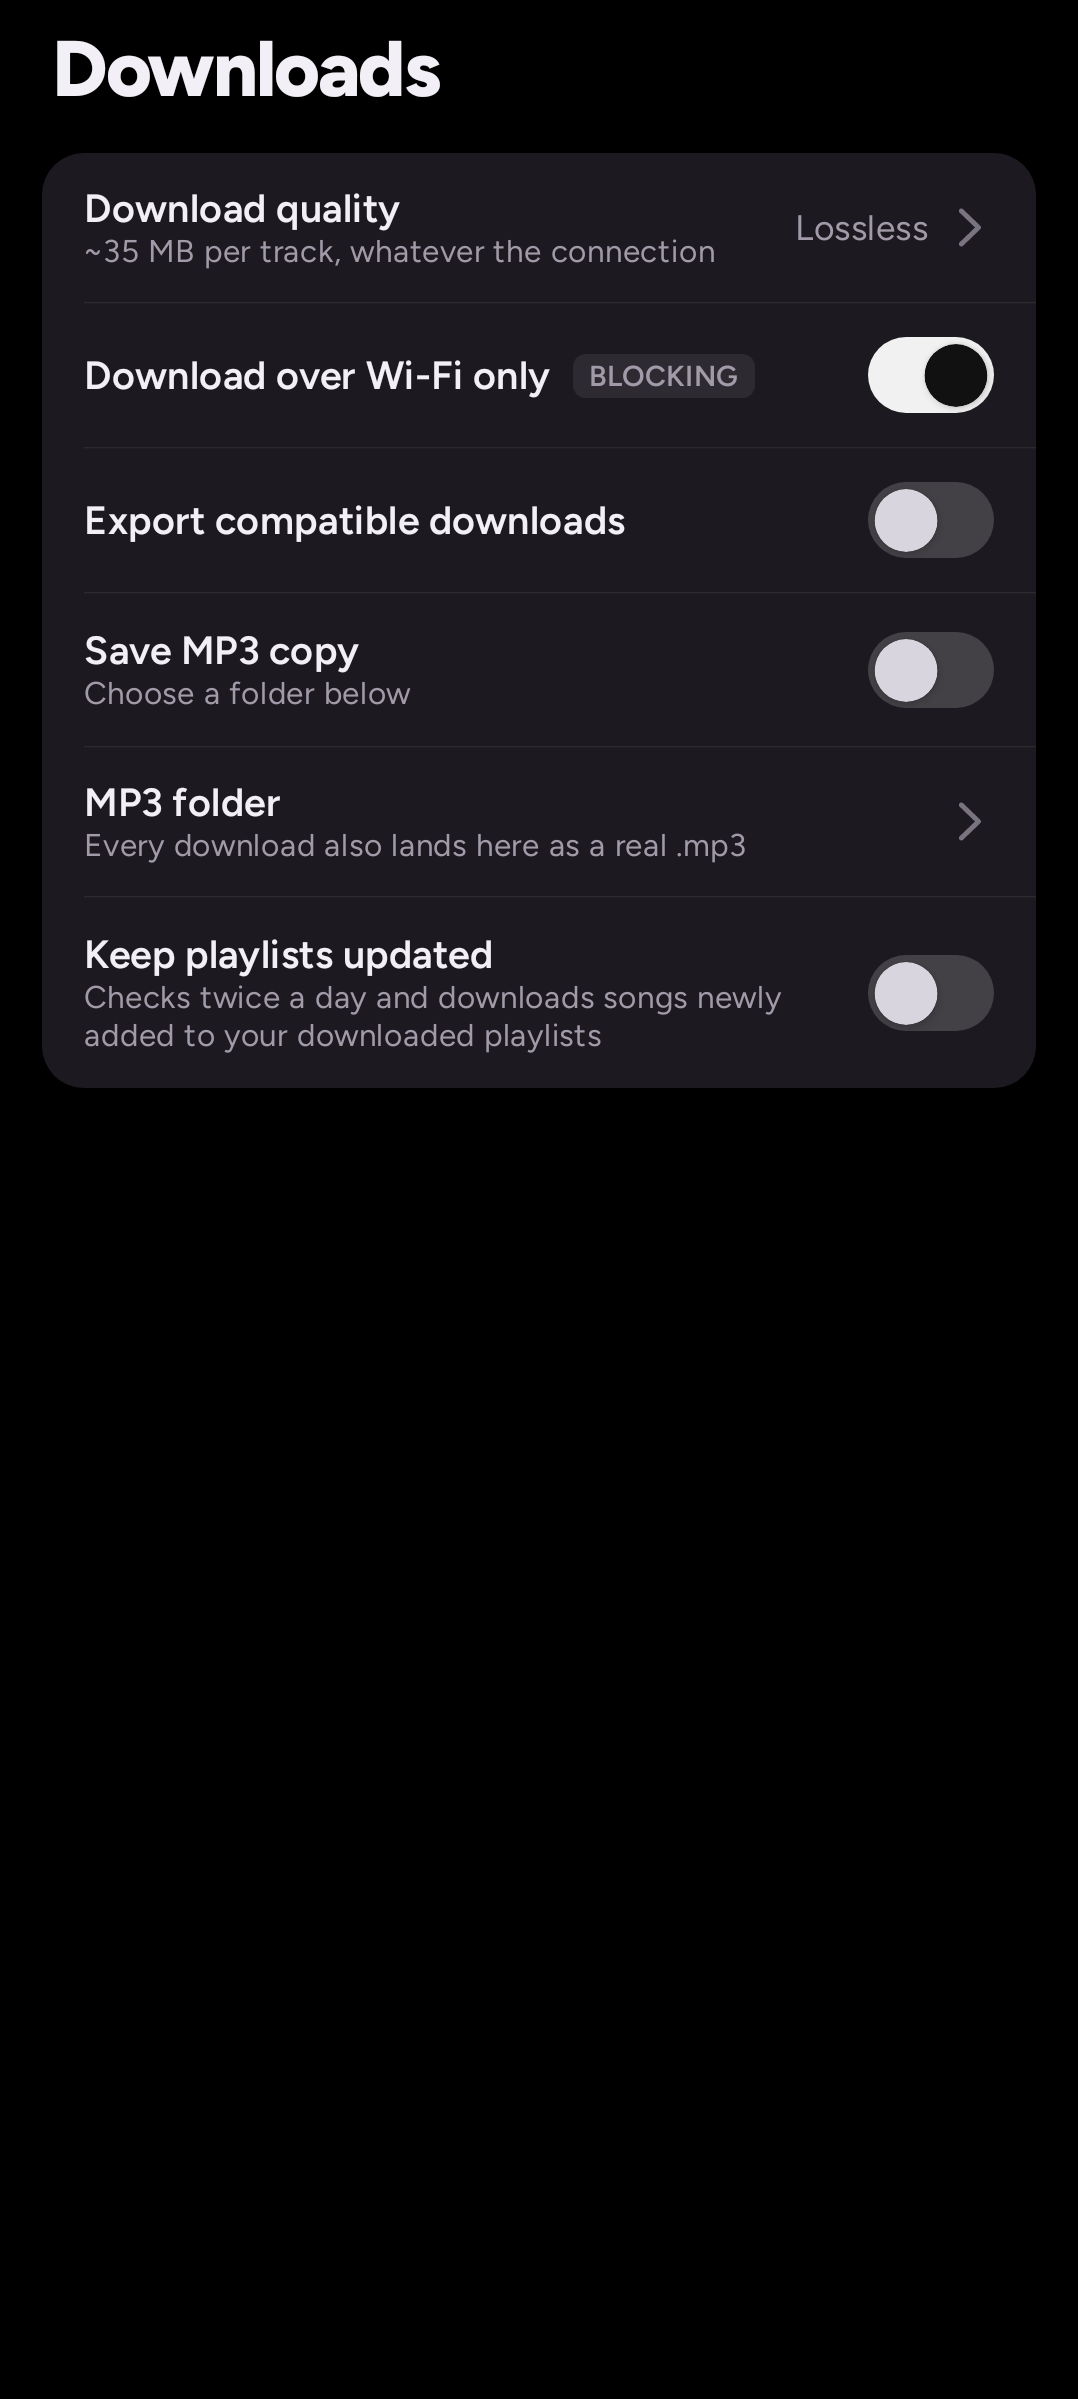 Downloads
Download quality
~35 MB per track, whatever the connection
Lossless
Download over Wi-Fi only BLOCKING
Export compatible downloads
Save MP3 copy
Choose a folder below
MP3 folder
Every download also lands here as a real .mp3
Keep playlists updated
Checks twice a day and downloads songs newly
added to your downloaded playlists